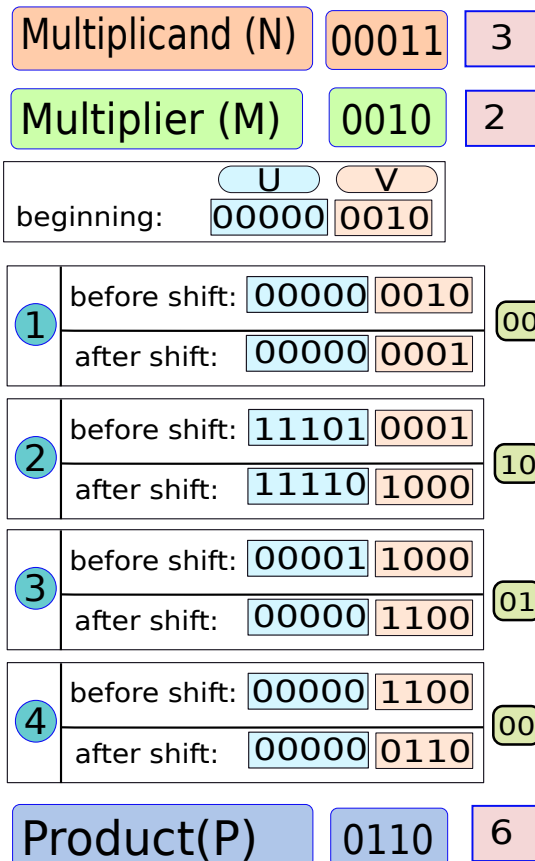 Multiplicand (N) 00011 3
Multiplier (M) 0010 2
U V
beginning: 00000 0010
before shift: 00000 0010
1 00
after shift: 00000 0001
before shift: 11101 0001
2 10
after shift: 11110 1000
before shift: 00001 1000
3 01
after shift: 00000 1100
before shift: 00000 1100
4 00
after shift: 00000 0110
Product(P) 0110 6